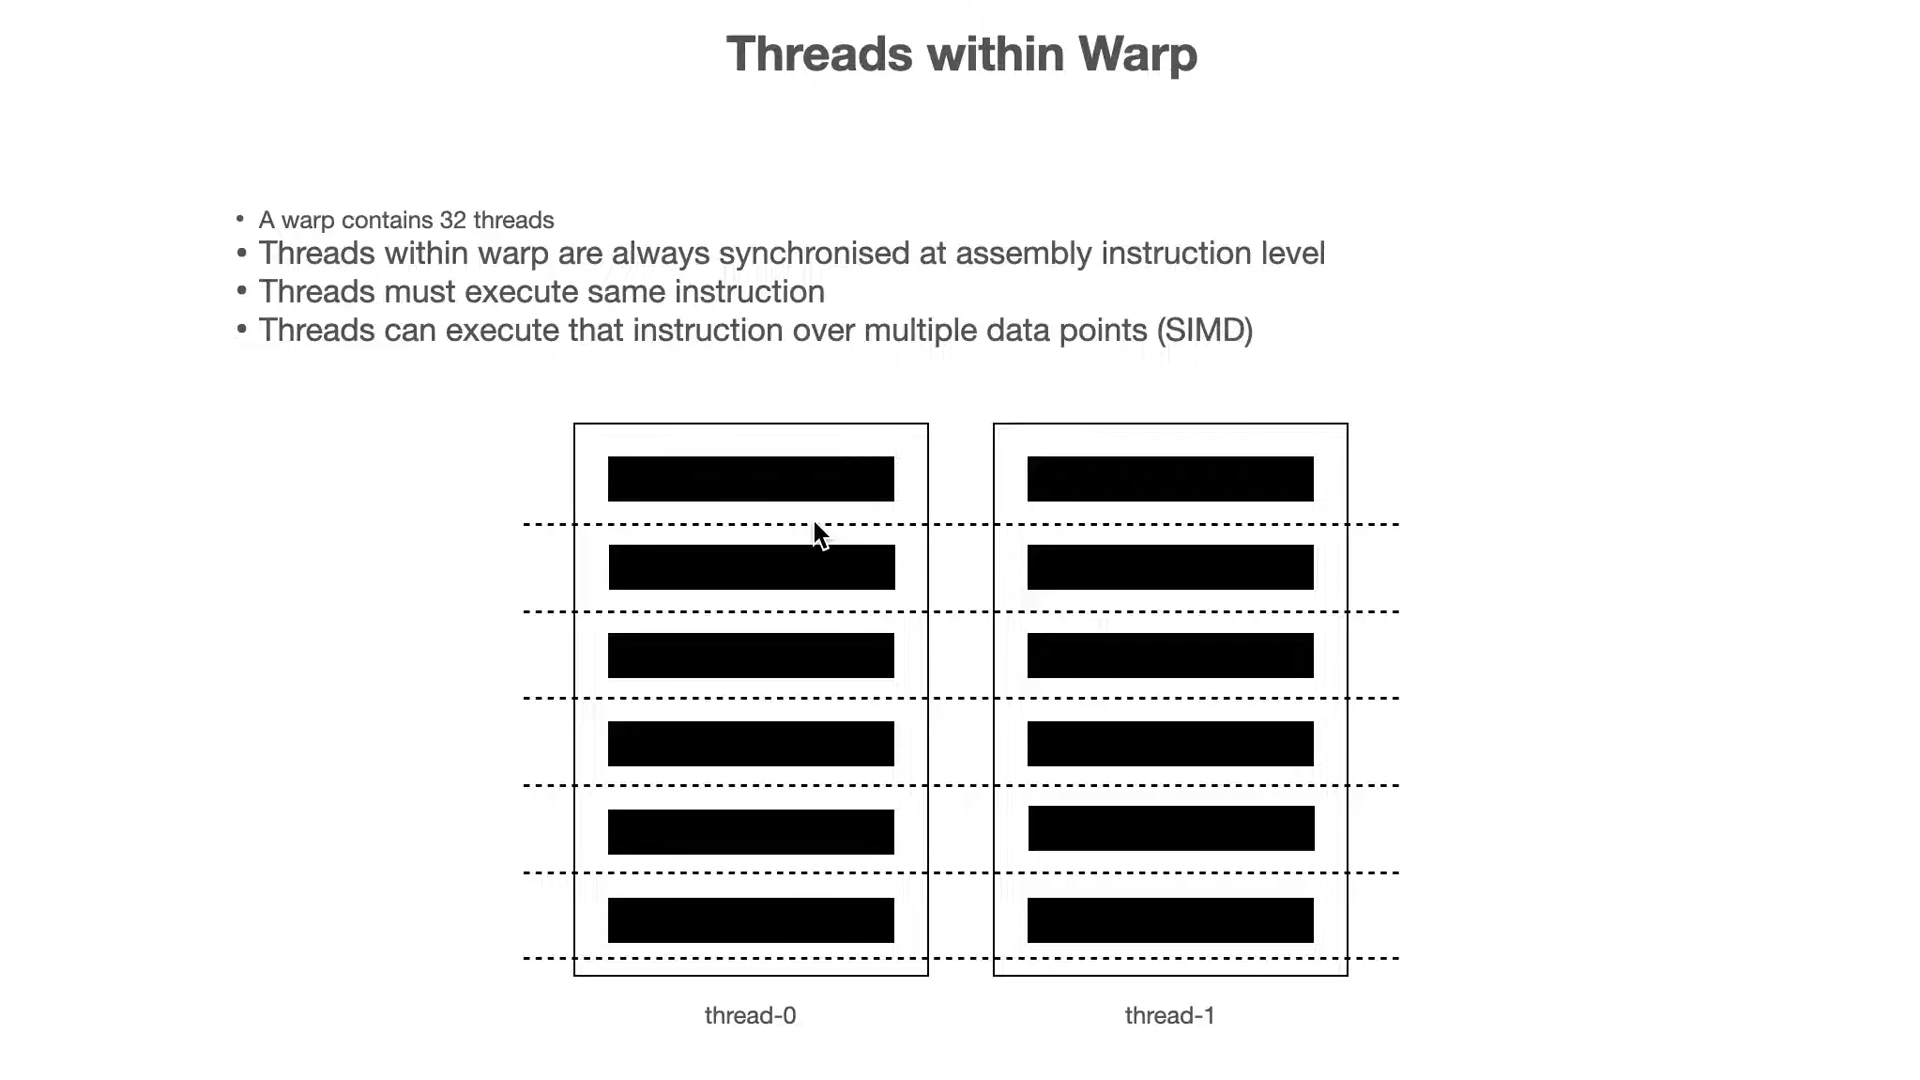 Threads within Warp
• A warp contains 32 threads
• Threads within warp are always synchronised at assembly instruction level
• Threads must execute same instruction
• Threads can execute that instruction over multiple data points (SIMD)
thread-0
thread-1